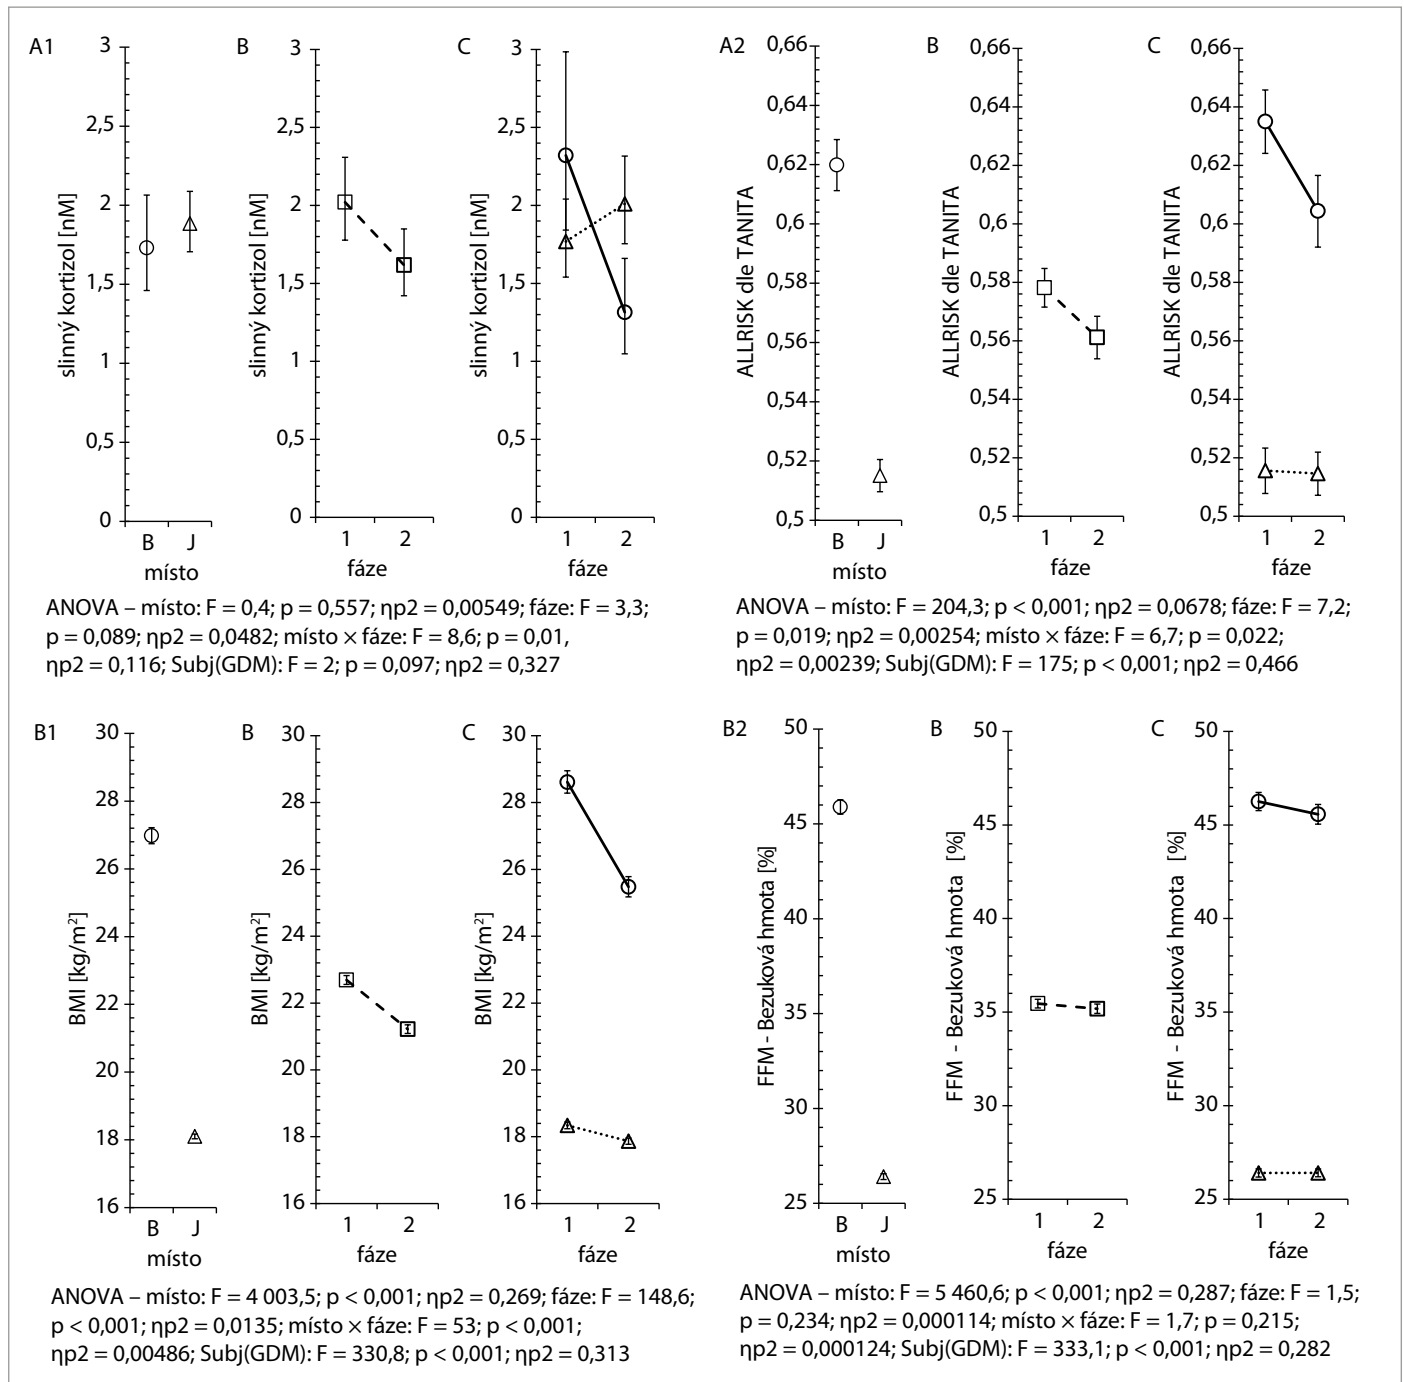 A1
3
2,5
2
1,5
1
0,5
0
slinný kortizol [nM]
B J
místo
B
3
2,5
2
1,5
1
0,5
0
slinný kortizol [nM]
1 2
fáze
C
3
2,5
2
1,5
1
0,5
0
slinný kortizol [nM]
1 2
fáze
ANOVA – místo: F = 0,4; p = 0,557; ηp2 = 0,00549; fáze: F = 3,3;
p = 0,089; ηp2 = 0,0482; místo × fáze: F = 8,6; p = 0,01,
ηp2 = 0,116; Subj(GDM): F = 2; p = 0,097; ηp2 = 0,327
A2
0,66
0,64
0,62
0,6
0,58
0,56
0,54
0,52
0,5
ALLRISK dle TANITA
B J
místo
B
0,66
0,64
0,62
0,6
0,58
0,56
0,54
0,52
0,5
ALLRISK dle TANITA
1 2
fáze
C
0,66
0,64
0,62
0,6
0,58
0,56
0,54
0,52
0,5
ALLRISK dle TANITA
1 2
fáze
ANOVA – místo: F = 204,3; p < 0,001; ηp2 = 0,0678; fáze: F = 7,2;
p = 0,019; ηp2 = 0,00254; místo × fáze: F = 6,7; p = 0,022;
ηp2 = 0,00239; Subj(GDM): F = 175; p < 0,001; ηp2 = 0,466
B1
30
28
26
24
22
20
18
16
BMI [kg/m²]
B J
místo
B
30
28
26
24
22
20
18
16
BMI [kg/m²]
1 2
fáze
C
30
28
26
24
22
20
18
16
BMI [kg/m²]
1 2
fáze
ANOVA – místo: F = 4 003,5; p < 0,001; ηp2 = 0,269; fáze: F = 148,6;
p < 0,001; ηp2 = 0,0135; místo × fáze: F = 53; p < 0,001;
ηp2 = 0,00486; Subj(GDM): F = 330,8; p < 0,001; ηp2 = 0,313
B2
50
45
40
35
30
25
FFM - Bezuková hmota [%]
B J
místo
B
50
45
40
35
30
25
FFM - Bezuková hmota [%]
1 2
fáze
C
50
45
40
35
30
25
FFM - Bezuková hmota [%]
1 2
fáze
ANOVA – místo: F = 5 460,6; p < 0,001; ηp2 = 0,287; fáze: F = 1,5;
p = 0,234; ηp2 = 0,000114; místo × fáze: F = 1,7; p = 0,215;
ηp2 = 0,000124; Subj(GDM): F = 333,1; p < 0,001; ηp2 = 0,282